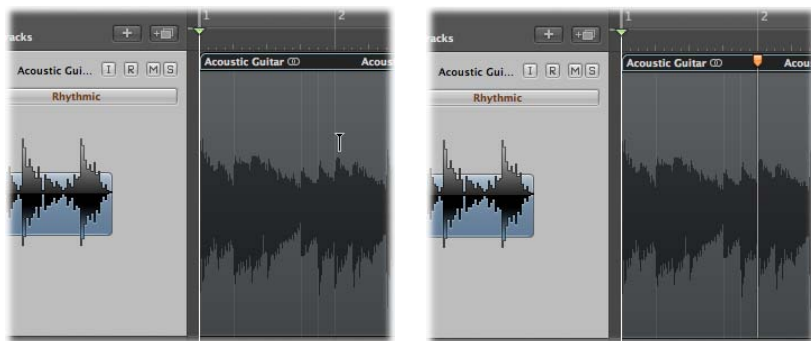 1 2
racks
Acoustic Gui... I R M S
Acoustic Guitar Acous
Rhythmic
1 2
racks
Acoustic Gui... I R M S
Acoustic Guitar Acou
Rhythmic